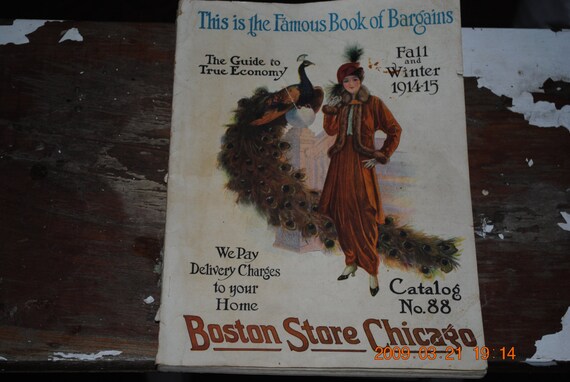 This is the Famous Book of Bargains
The Guide to
True Economy
Fall
and
Winter
1914-15
We Pay
Delivery Charges
to your
Home
Catalog
No. 88
Boston Store Chicago
2009.03.21 19:14